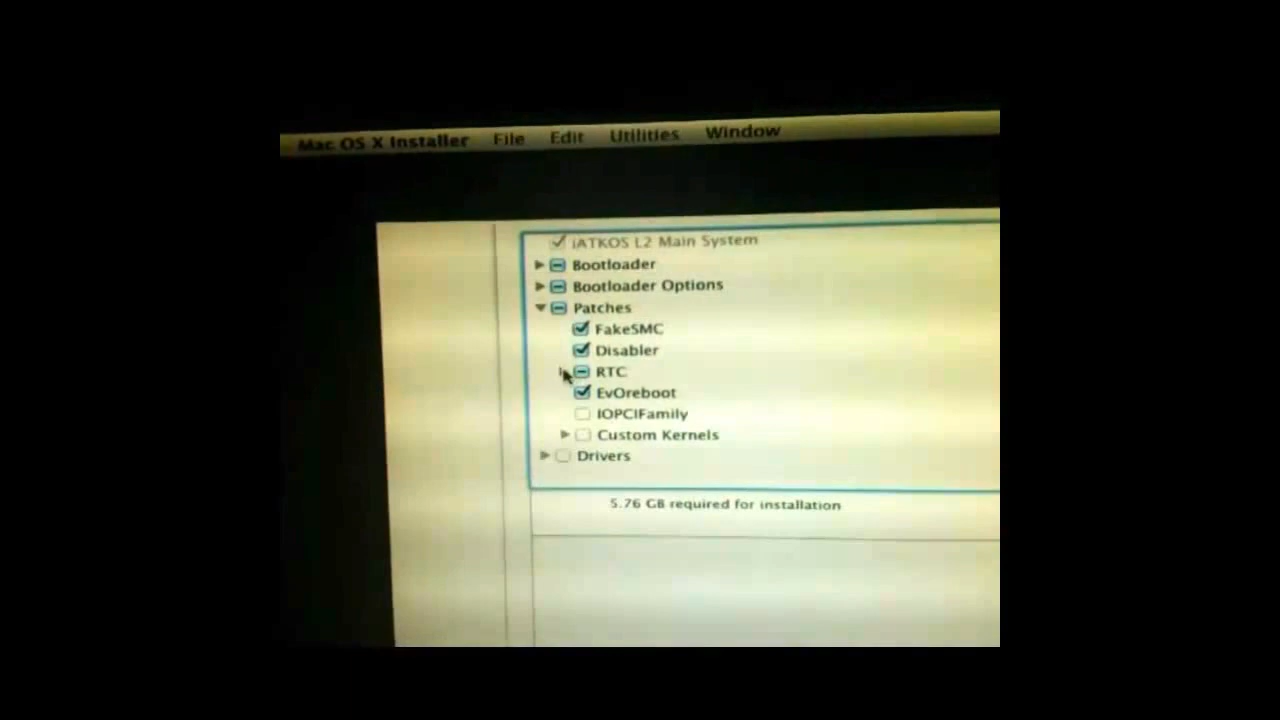 Mac OS X Installer File Edit Utilities Window
iATKOS L2 Main System
Bootloader
Bootloader Options
Patches
FakeSMC
Disabler
RTC
EvOreboot
IOPCIFamily
Custom Kernels
Drivers
5.76 GB required for installation